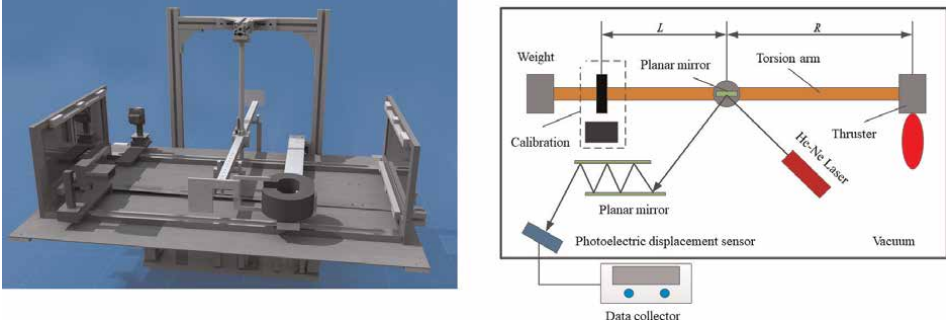 L
R
Weight
Planar mirror
Torsion arm
Calibration
Thruster
He-Ne Laser
Planar mirror
Photoelectric displacement sensor
Vacuum
Data collector